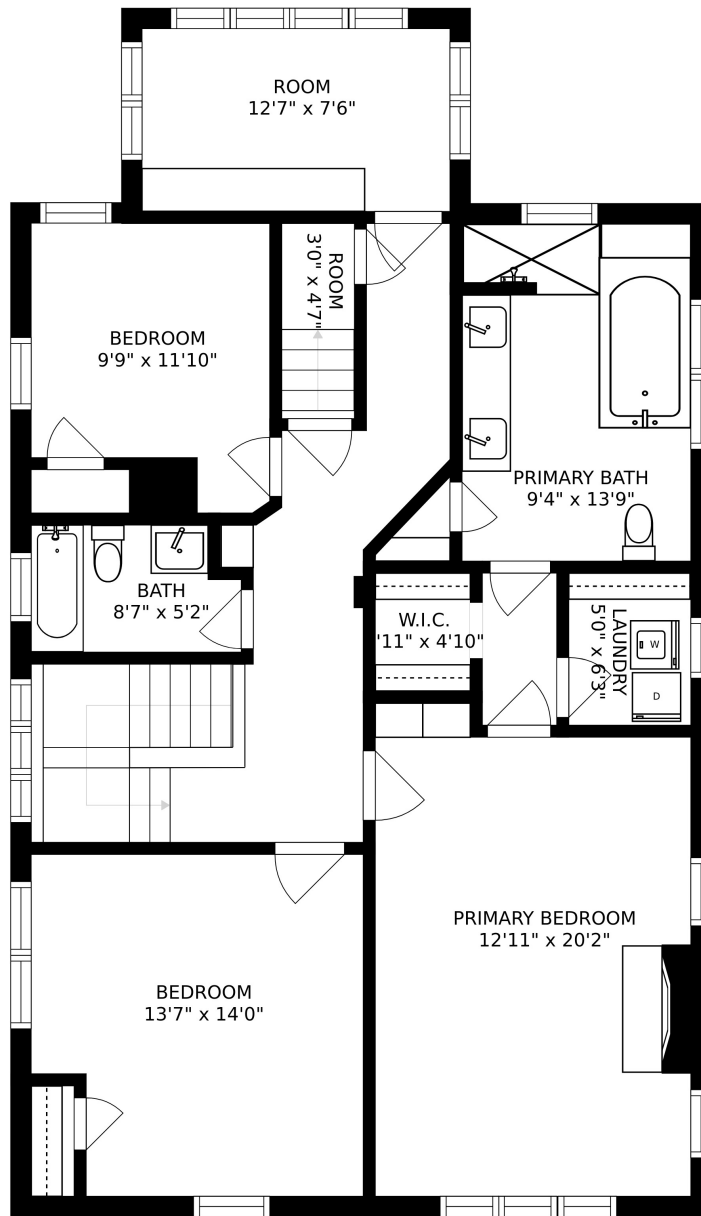 ROOM
12'7" x 7'6"
ROOM
3'0" x 4'7"
BEDROOM
9'9" x 11'10"
PRIMARY BATH
9'4" x 13'9"
BATH
8'7" x 5'2"
W.I.C.
'11" x 4'10"
LAUNDRY
5'0" x 6'3"
W
D
PRIMARY BEDROOM
12'11" x 20'2"
BEDROOM
13'7" x 14'0"